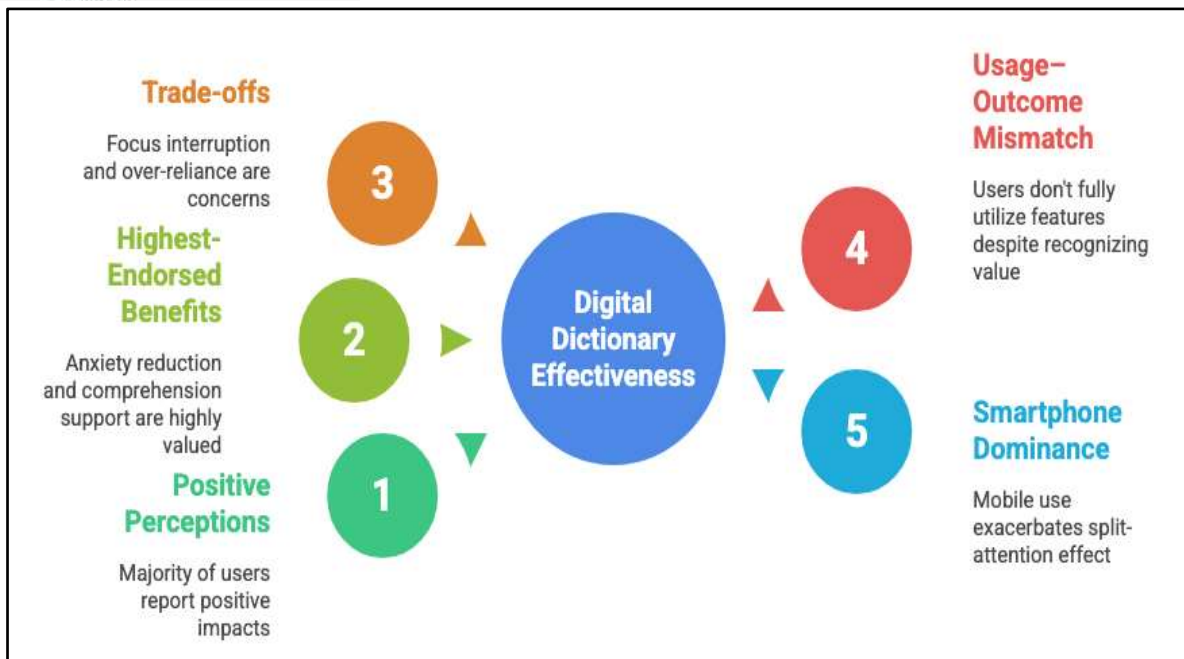 Trade-offs
Focus interruption
and over-reliance are
concerns
3
Highest-
Endorsed
Benefits
Anxiety reduction
and comprehension
support are highly
valued
2
Positive
Perceptions
Majority of users
report positive
impacts
1
Digital
Dictionary
Effectiveness
Usage–
Outcome
Mismatch
Users don't fully
utilize features
despite recognizing
value
4
Smartphone
Dominance
Mobile use
exacerbates split-
attention effect
5